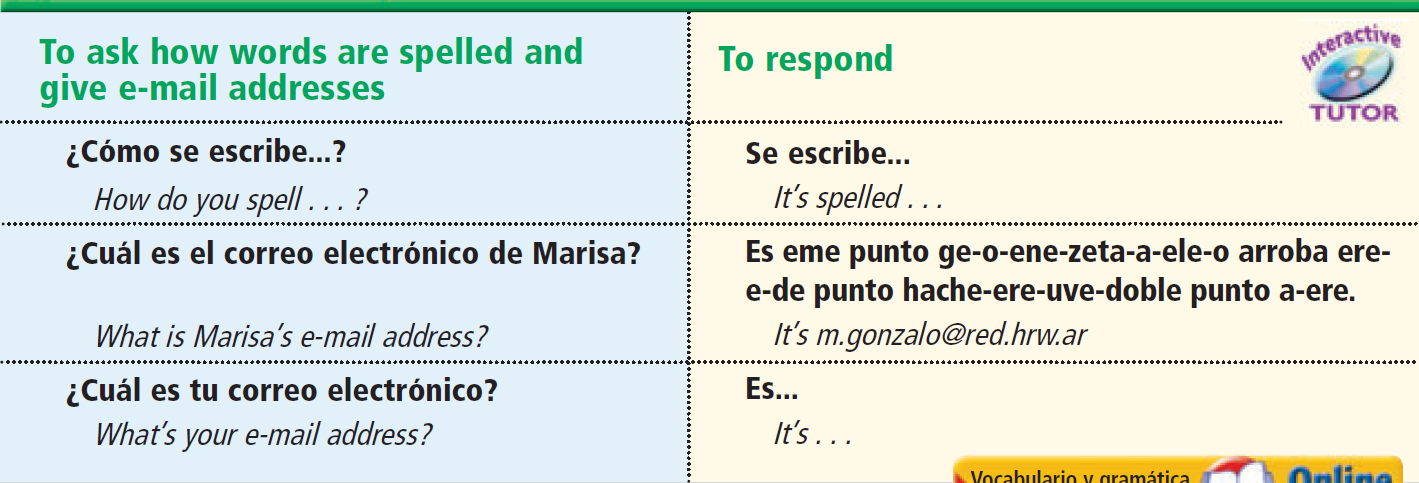 To ask how words are spelled and
give e-mail addresses
To respond
Interactive
TUTOR
¿Cómo se escribe...?
How do you spell . . . ?
Se escribe...
It's spelled . . .
¿Cuál es el correo electrónico de Marisa?
What is Marisa's e-mail address?
Es eme punto ge-o-ene-zeta-a-ele-o arroba ere-
e-de punto hache-ere-uve-doble punto a-ere.
It's m.gonzalo@red.hrw.ar
¿Cuál es tu correo electrónico?
What's your e-mail address?
Es...
It's . . .
Vocabulario y gramática
Online